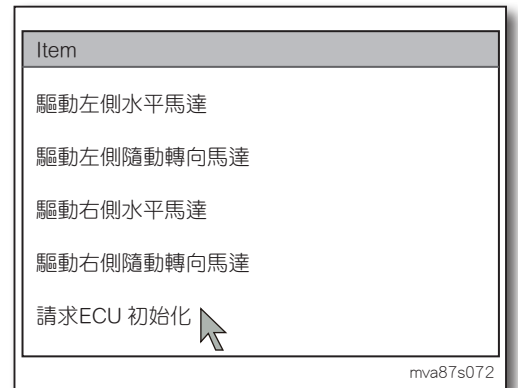 Item
驅動左側水平馬達
驅動左側隨動轉向馬達
驅動右側水平馬達
驅動右側隨動轉向馬達
請求ECU 初始化
mva87s072